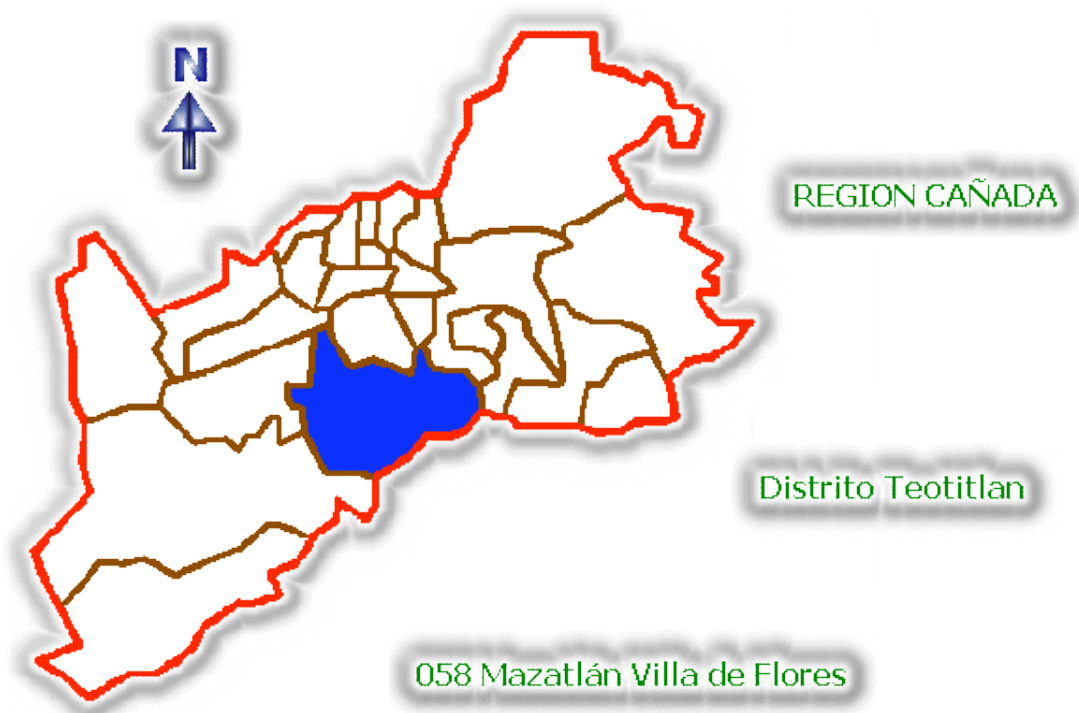 N
REGION CAÑADA
Distrito Teotitlan
058 Mazatlán Villa de Flores